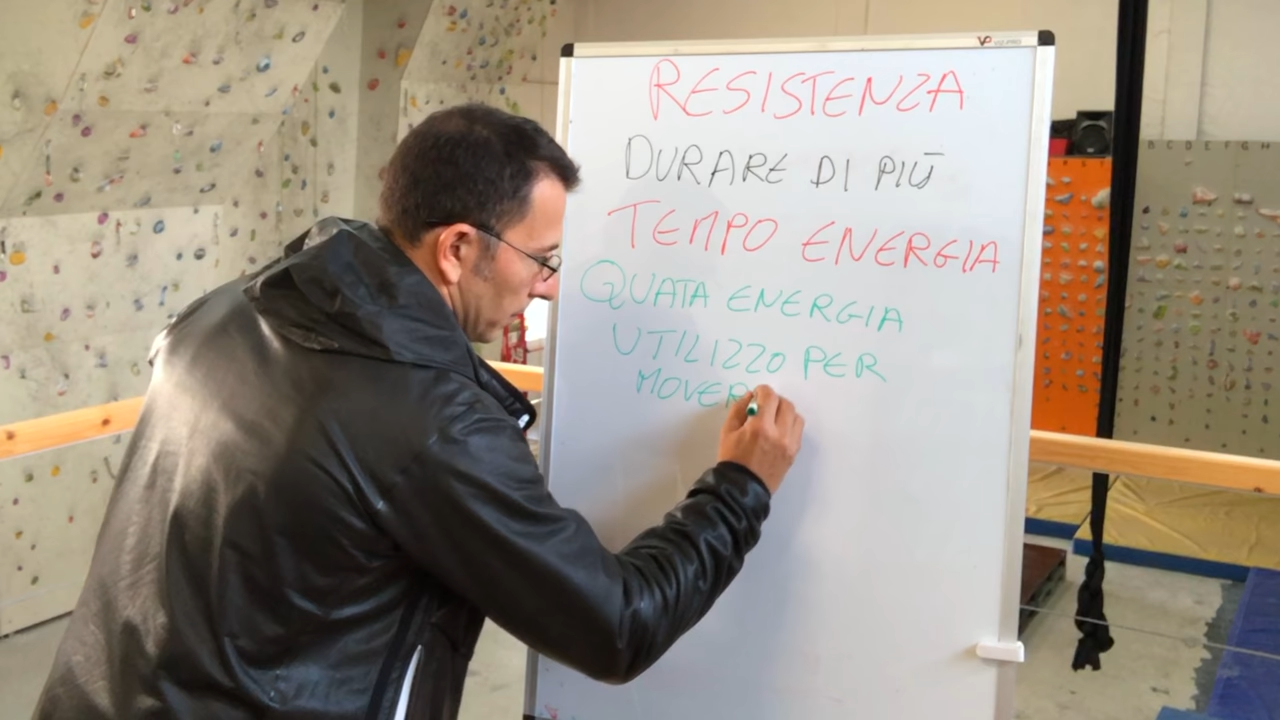 RESISTENZA
DURARE DI PIÙ
TEMPO ENERGIA
QUATA ENERGIA
UTILIZZO PER
MOVER